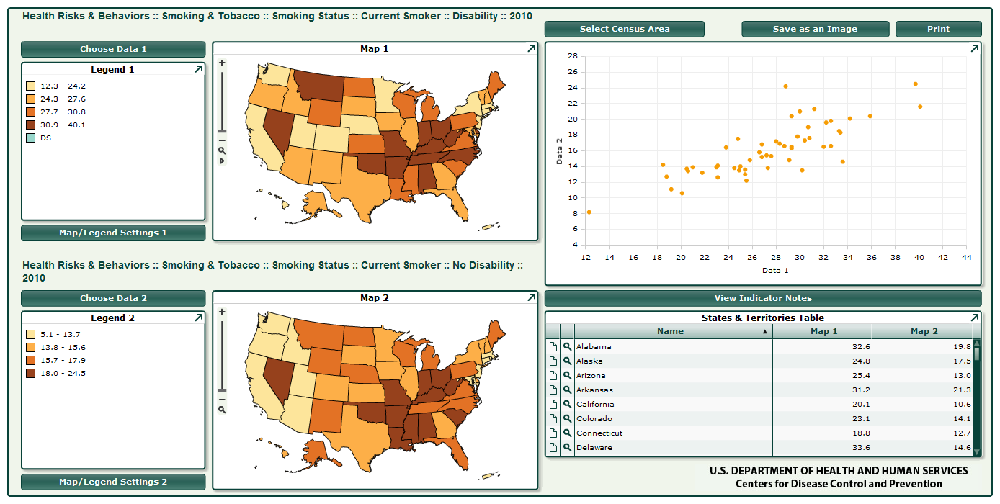 Health Risks & Behaviors :: Smoking & Tobacco :: Smoking Status :: Current Smoker :: Disability :: 2010
Choose Data 1
Legend 1
12.3 - 24.2
24.3 - 27.6
27.7 - 30.8
30.9 - 40.1
DS
Map/Legend Settings 1
Map 1
Select Census Area
Save as an Image
Print
28
26
24
22
20
18
16
14
12
10
8
6
4
Data 2
12 14 16 18 20 22 24 26 28 30 32 34 36 38 40 42 44
Data 1
Health Risks & Behaviors :: Smoking & Tobacco :: Smoking Status :: Current Smoker :: No Disability ::
2010
Choose Data 2
Legend 2
5.1 - 13.7
13.8 - 15.6
15.7 - 17.9
18.0 - 24.5
Map/Legend Settings 2
Map 2
View Indicator Notes
States & Territories Table
Name Map 1 Map 2
Alabama 32.6 19.8
Alaska 24.8 17.5
Arizona 25.4 13.0
Arkansas 31.2 21.3
California 20.1 10.6
Colorado 23.1 14.1
Connecticut 18.8 12.7
Delaware 33.6 14.6
U.S. DEPARTMENT OF HEALTH AND HUMAN SERVICES
Centers for Disease Control and Prevention